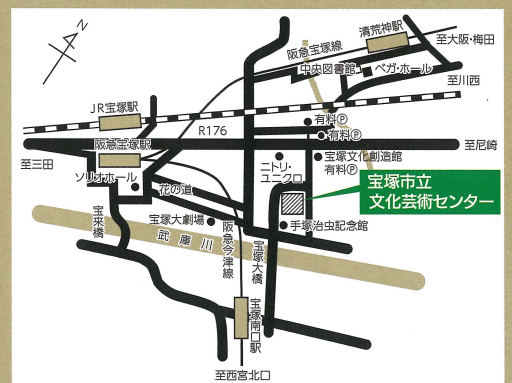 N
清荒神駅
阪急宝塚線
至大阪・梅田
中央図書館
ベガ・ホール
至川西
JR宝塚駅
有料Ⓟ
R176
有料Ⓟ
阪急宝塚駅
至尼崎
至三田
ニトリ・
ユニクロ
宝塚文化創造館
有料Ⓟ
ソリオホール
花の道
宝塚市立
文化芸術センター
宝来橋
宝塚大劇場
手塚治虫記念館
武庫川
阪急今津線
宝塚大橋
宝塚南口駅
至西宮北口